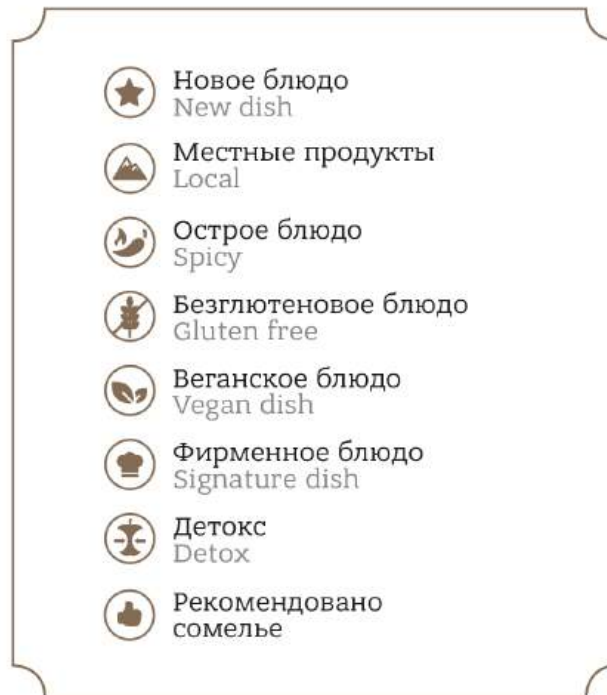 Новое блюдо
New dish
Местные продукты
Local
Острое блюдо
Spicy
Безглютеновое блюдо
Gluten free
Веганское блюдо
Vegan dish
Фирменное блюдо
Signature dish
Детокс
Detox
Рекомендовано
сомелье